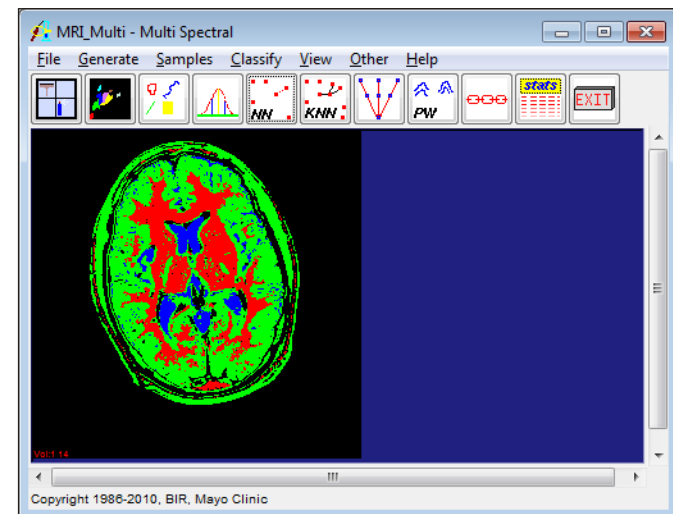 MRI_Multi - Multi Spectral
File Generate Samples Classify View Other Help
NN KNN PW stats EXIT
Vol:1 14
Copyright 1986-2010, BIR, Mayo Clinic